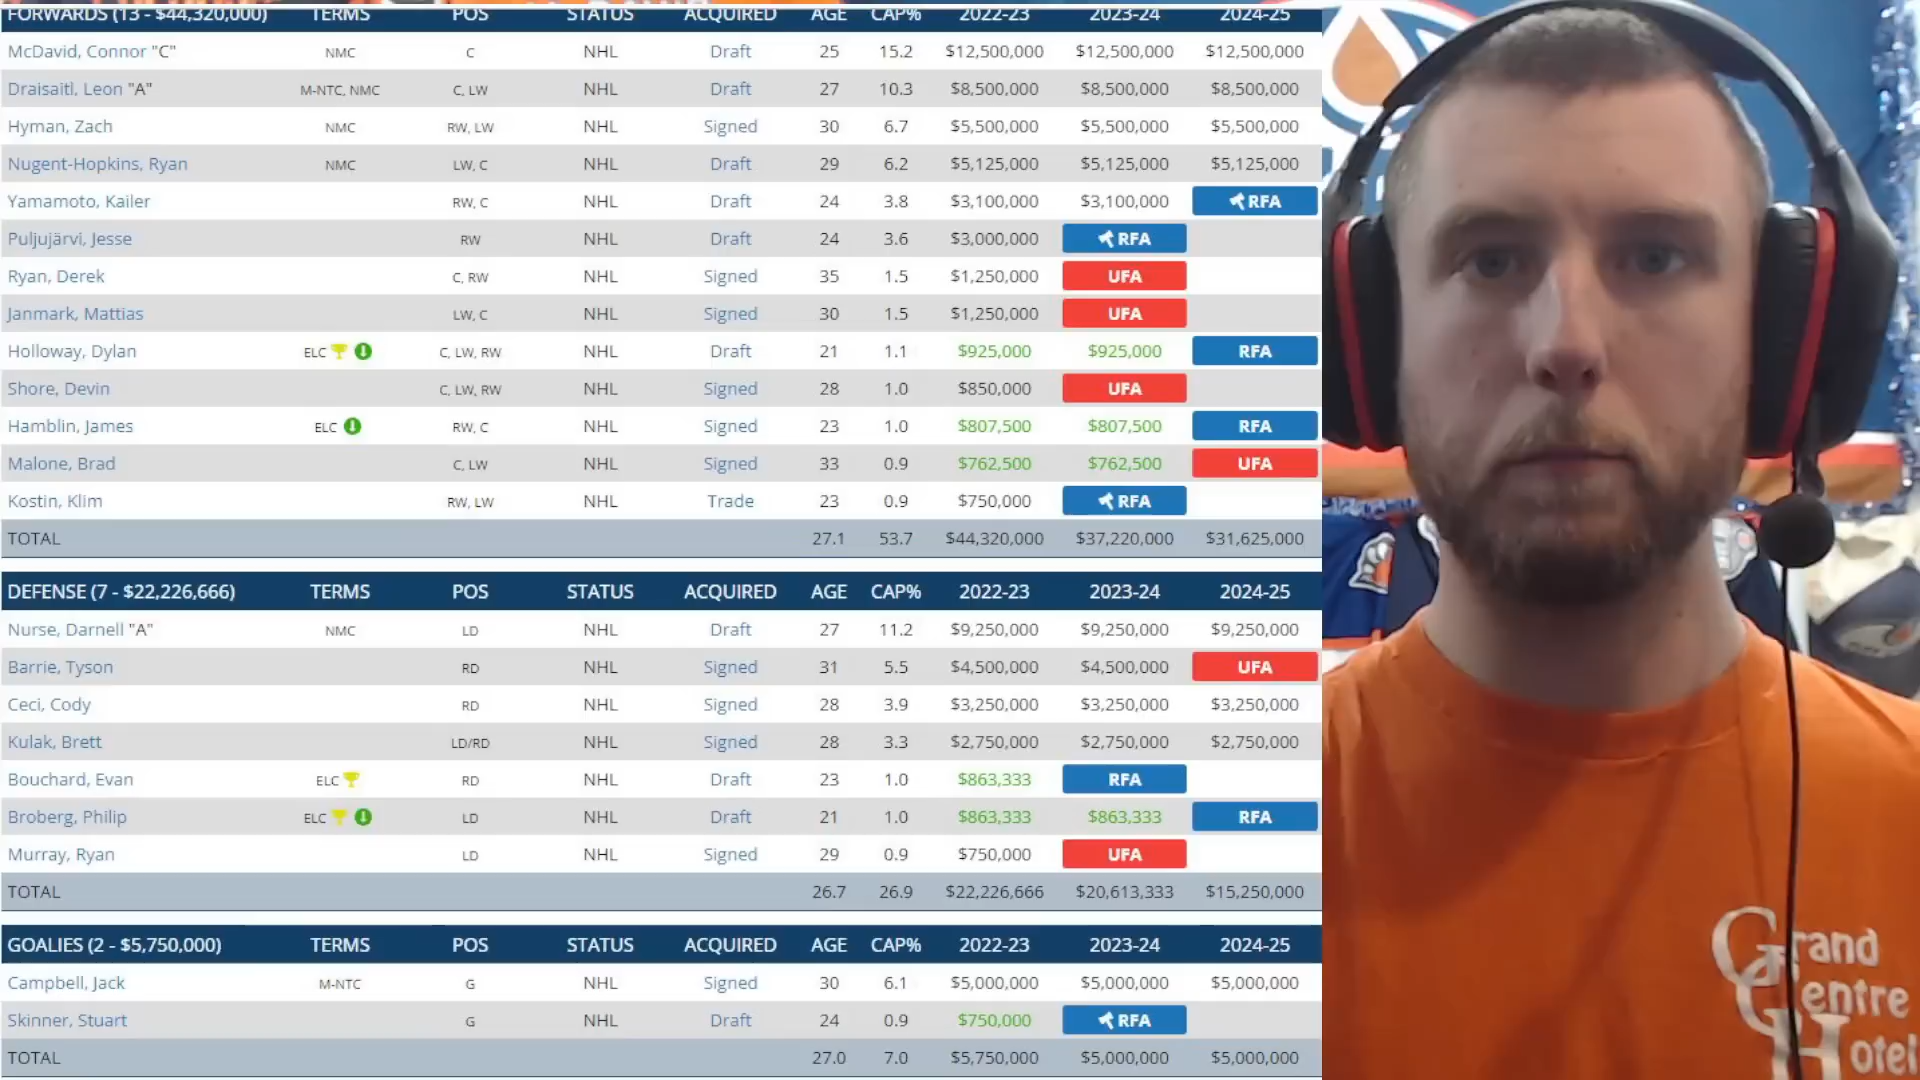 FORWARDS (13 - $44,320,000) TERMS POS STATUS ACQUIRED AGE CAP% 2022-23 2023-24 2024-25
McDavid, Connor "C" NMC C NHL Draft 25 15.2 $12,500,000 $12,500,000 $12,500,000
Draisaitl, Leon "A" M-NTC, NMC C, LW NHL Draft 27 10.3 $8,500,000 $8,500,000 $8,500,000
Hyman, Zach NMC RW, LW NHL Signed 30 6.7 $5,500,000 $5,500,000 $5,500,000
Nugent-Hopkins, Ryan NMC LW, C NHL Draft 29 6.2 $5,125,000 $5,125,000 $5,125,000
Yamamoto, Kailer RW, C NHL Draft 24 3.8 $3,100,000 $3,100,000 RFA
Puljujärvi, Jesse RW NHL Draft 24 3.6 $3,000,000 RFA
Ryan, Derek C, RW NHL Signed 35 1.5 $1,250,000 UFA
Janmark, Mattias LW, C NHL Signed 30 1.5 $1,250,000 UFA
Holloway, Dylan ELC C, LW, RW NHL Draft 21 1.1 $925,000 $925,000 RFA
Shore, Devin C, LW, RW NHL Signed 28 1.0 $850,000 UFA
Hamblin, James ELC RW, C NHL Signed 23 1.0 $807,500 $807,500 RFA
Malone, Brad C, LW NHL Signed 33 0.9 $762,500 $762,500 UFA
Kostin, Klim RW, LW NHL Trade 23 0.9 $750,000 RFA
TOTAL 27.1 53.7 $44,320,000 $37,220,000 $31,625,000
DEFENSE (7 - $22,226,666) TERMS POS STATUS ACQUIRED AGE CAP% 2022-23 2023-24 2024-25
Nurse, Darnell "A" NMC LD NHL Draft 27 11.2 $9,250,000 $9,250,000 $9,250,000
Barrie, Tyson RD NHL Signed 31 5.5 $4,500,000 $4,500,000 UFA
Ceci, Cody RD NHL Signed 28 3.9 $3,250,000 $3,250,000 $3,250,000
Kulak, Brett LD/RD NHL Signed 28 3.3 $2,750,000 $2,750,000 $2,750,000
Bouchard, Evan ELC RD NHL Draft 23 1.0 $863,333 RFA
Broberg, Philip ELC LD NHL Draft 21 1.0 $863,333 $863,333 RFA
Murray, Ryan LD NHL Signed 29 0.9 $750,000 UFA
TOTAL 26.7 26.9 $22,226,666 $20,613,333 $15,250,000
GOALIES (2 - $5,750,000) TERMS POS STATUS ACQUIRED AGE CAP% 2022-23 2023-24 2024-25
Campbell, Jack M-NTC G NHL Signed 30 6.1 $5,000,000 $5,000,000 $5,000,000
Skinner, Stuart G NHL Draft 24 0.9 $750,000 RFA
TOTAL 27.0 7.0 $5,750,000 $5,000,000 $5,000,000
Grand
Centre
Hotel